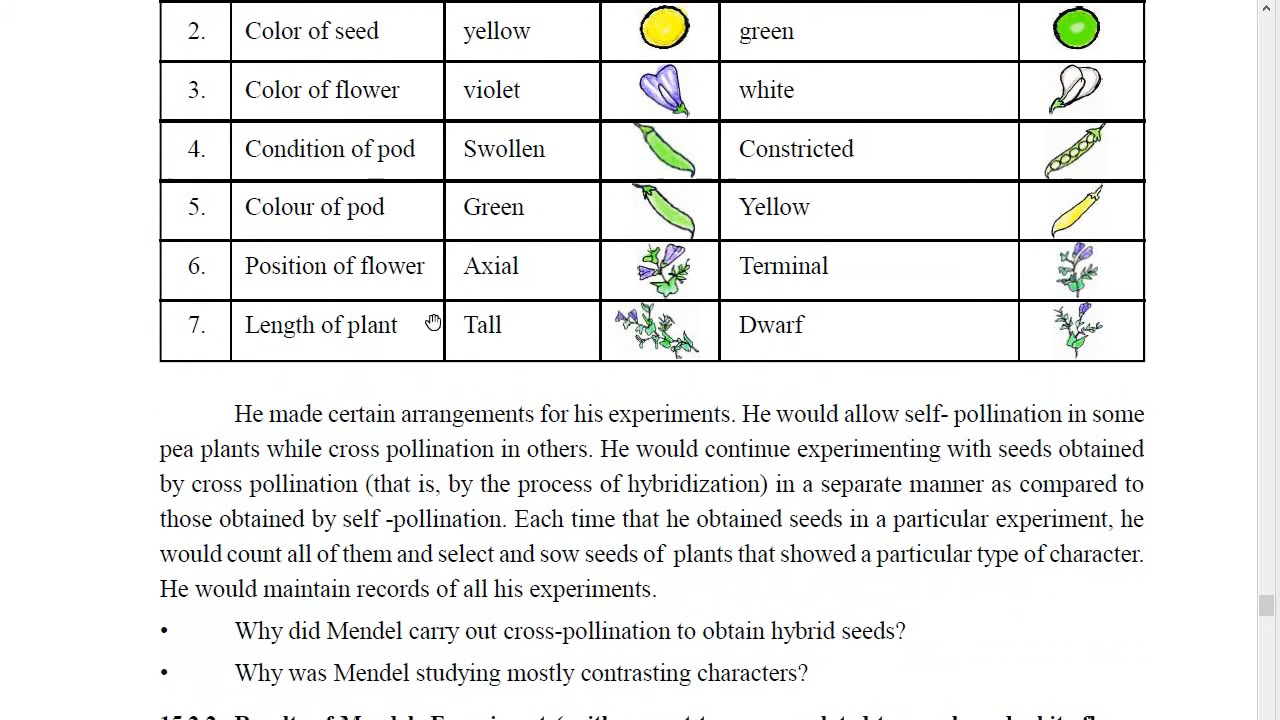 2. Color of seed yellow green
3. Color of flower violet white
4. Condition of pod Swollen Constricted
5. Colour of pod Green Yellow
6. Position of flower Axial Terminal
7. Length of plant Tall Dwarf
He made certain arrangements for his experiments. He would allow self- pollination in some
pea plants while cross pollination in others. He would continue experimenting with seeds obtained
by cross pollination (that is, by the process of hybridization) in a separate manner as compared to
those obtained by self -pollination. Each time that he obtained seeds in a particular experiment, he
would count all of them and select and sow seeds of plants that showed a particular type of character.
He would maintain records of all his experiments.
• Why did Mendel carry out cross-pollination to obtain hybrid seeds?
• Why was Mendel studying mostly contrasting characters?